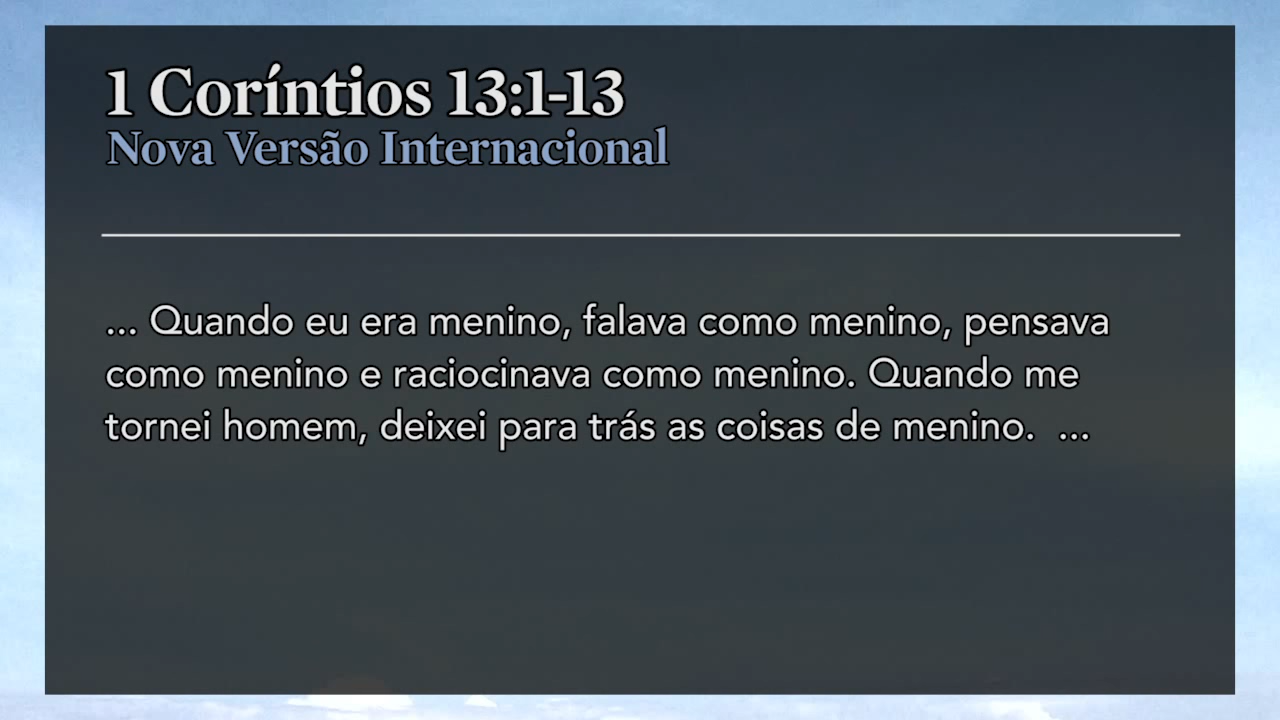 1 Coríntios 13:1-13
Nova Versão Internacional
... Quando eu era menino, falava como menino, pensava
como menino e raciocinava como menino. Quando me
tornei homem, deixei para trás as coisas de menino.  ...